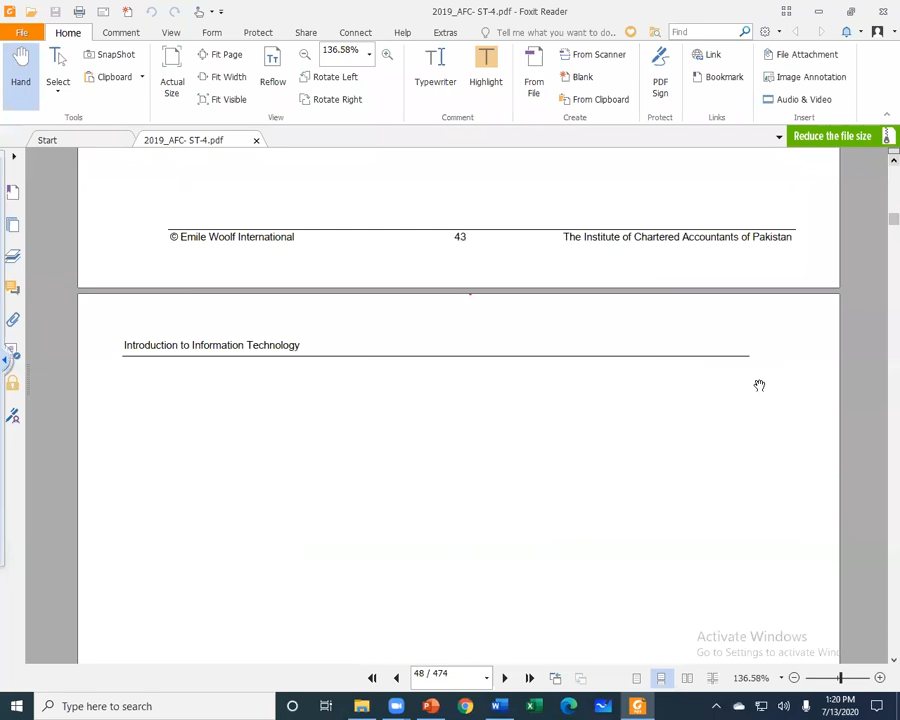 2019_AFC- ST-4.pdf - Foxit Reader
File Home Comment View Form Protect Share Connect Help Extras Tell me what you want to do... Find
SnapShot Fit Page 136.58% From Scanner Link File Attachment
Hand Select Clipboard Actual Size Fit Width Rotate Left Reflow Typewriter Highlight From File Blank PDF Sign Bookmark Image Annotation
Fit Visible Rotate Right From Clipboard Audio & Video
Tools View Comment Create Protect Links Insert
Start 2019_AFC- ST-4.pdf Reduce the file size
© Emile Woolf International 43 The Institute of Chartered Accountants of Pakistan
Introduction to Information Technology
Activate Windows
Go to Settings to activate Win
48 / 474 136.58%
Type here to search 1:20 PM
7/13/2020